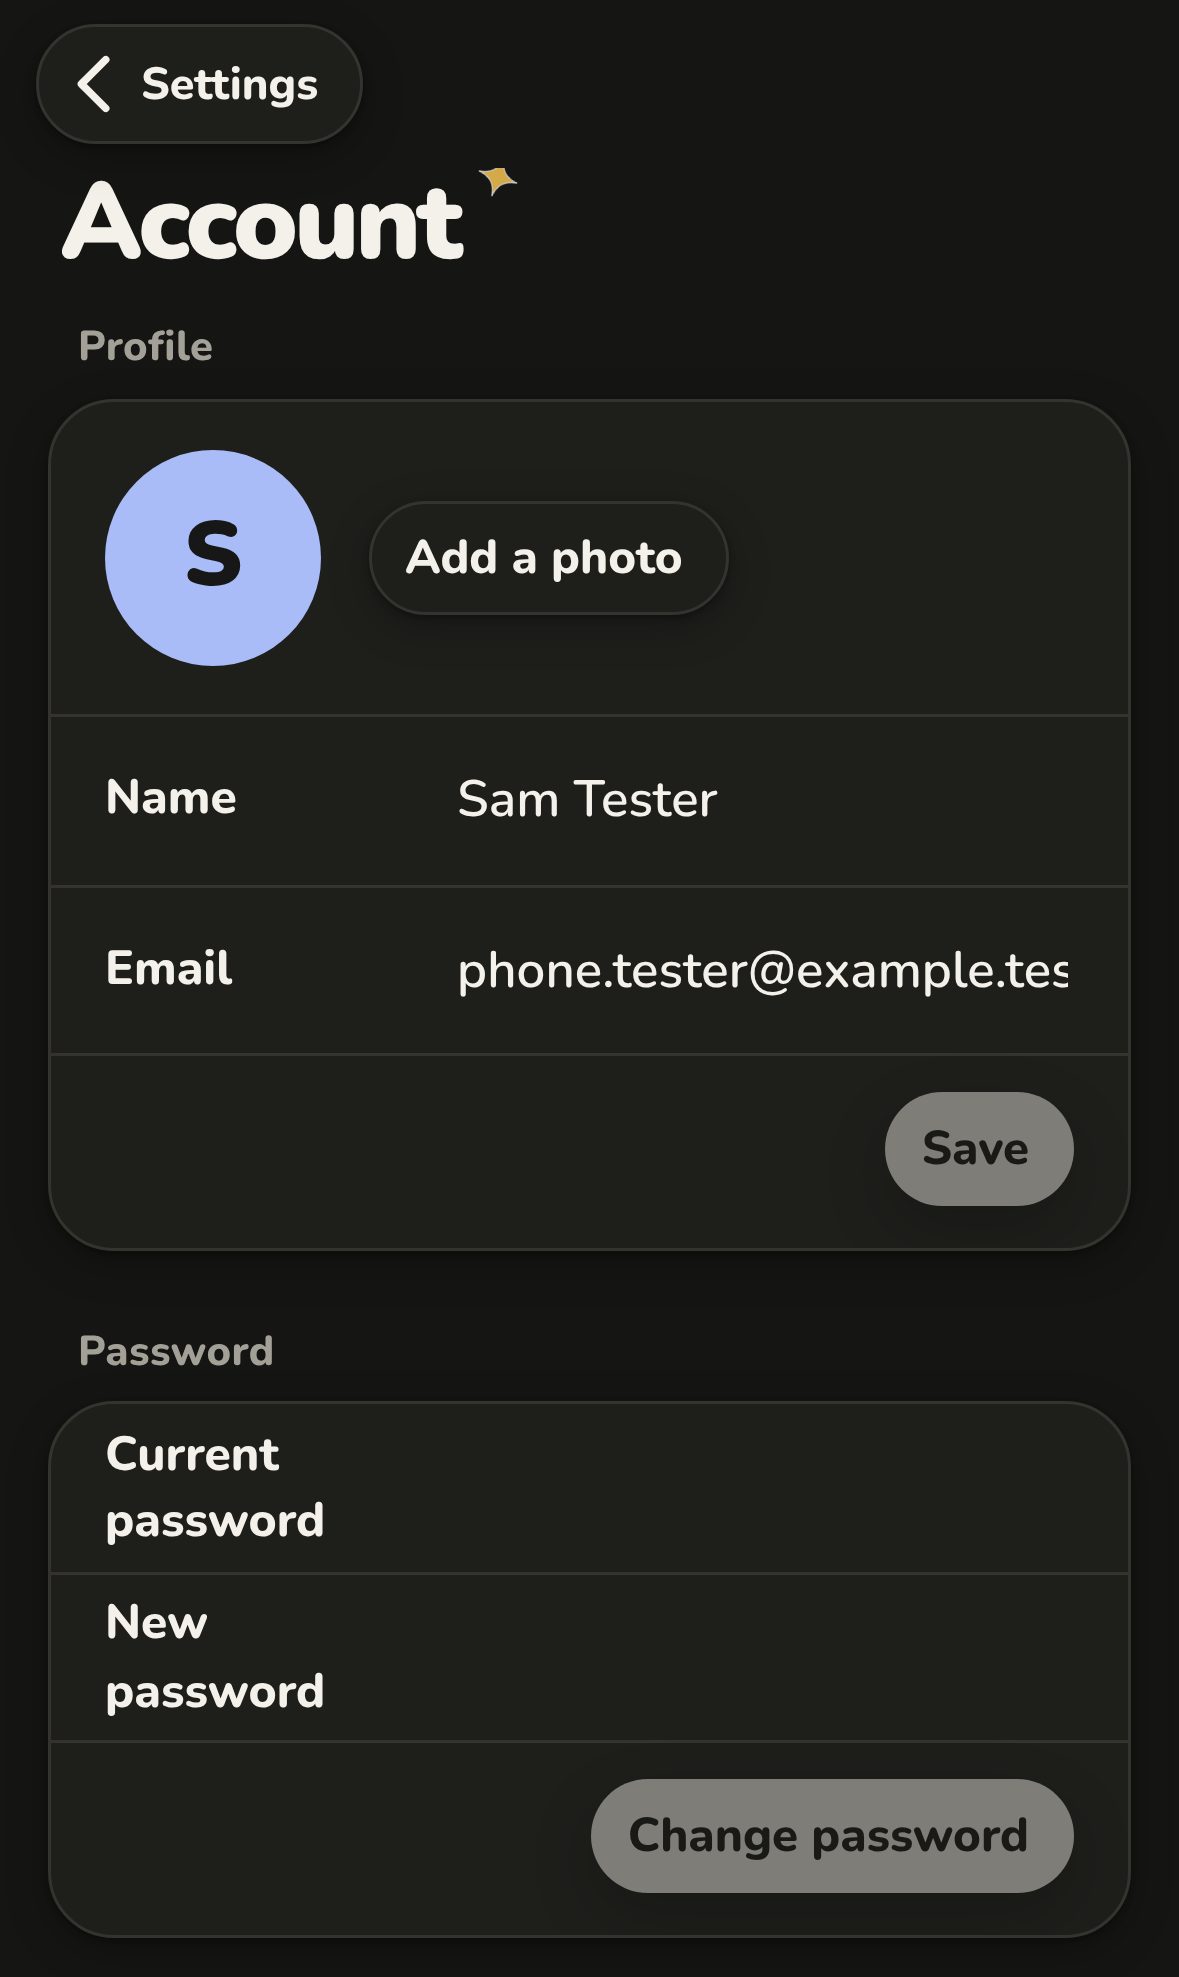 Settings
Account
Profile
S
Add a photo
Name
Sam Tester
Email
phone.tester@example.tes
Save
Password
Current
password
New
password
Change password